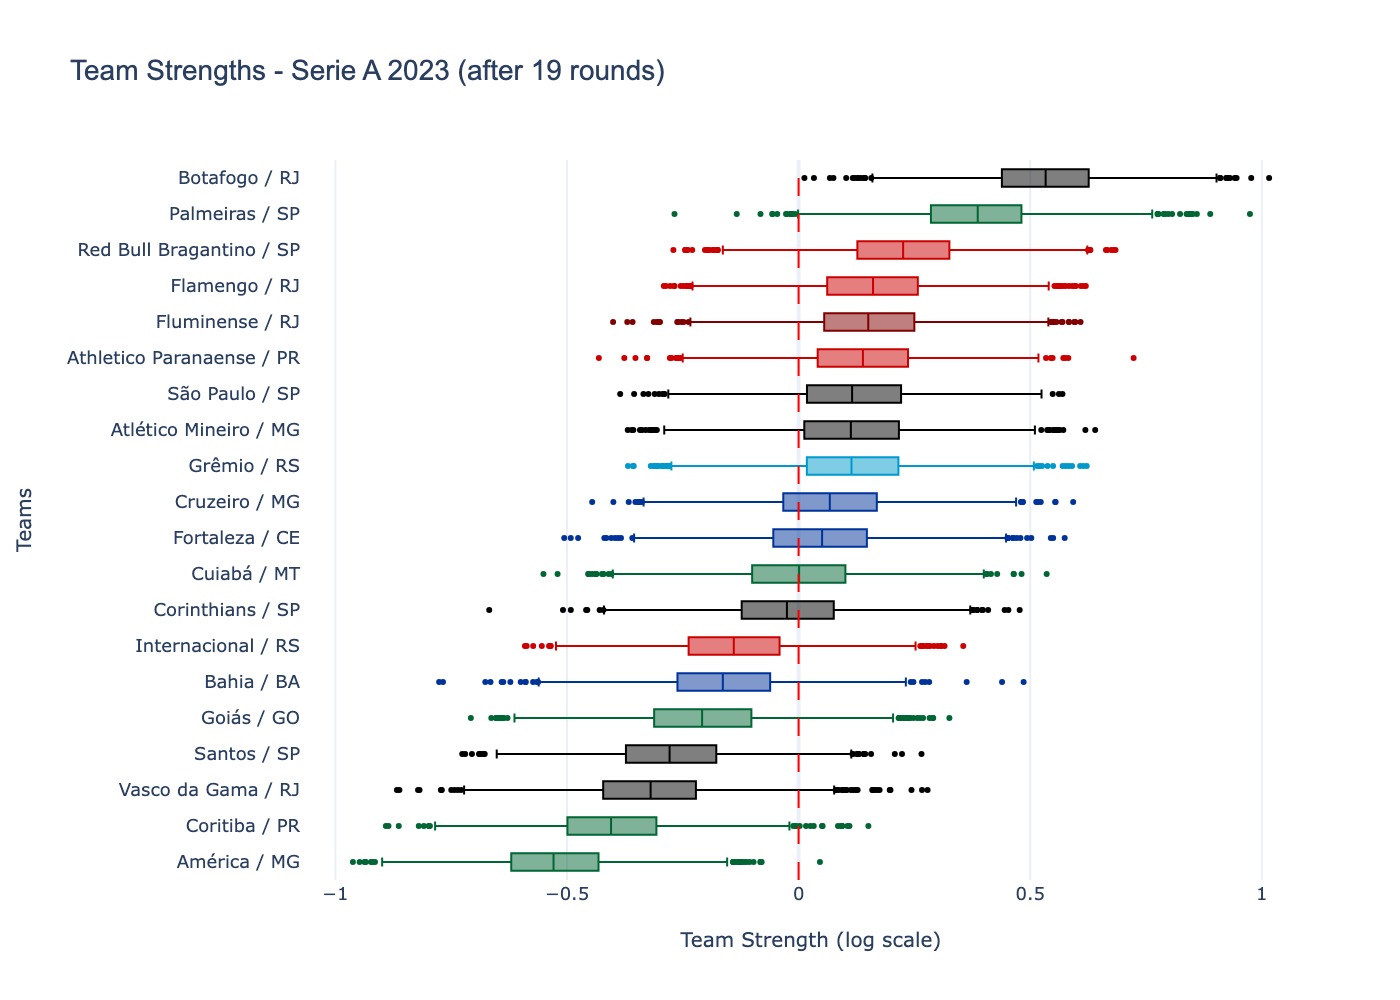 Team Strengths - Serie A 2023 (after 19 rounds)
Teams
Botafogo / RJ
Palmeiras / SP
Red Bull Bragantino / SP
Flamengo / RJ
Fluminense / RJ
Athletico Paranaense / PR
São Paulo / SP
Atlético Mineiro / MG
Grêmio / RS
Cruzeiro / MG
Fortaleza / CE
Cuiabá / MT
Corinthians / SP
Internacional / RS
Bahia / BA
Goiás / GO
Santos / SP
Vasco da Gama / RJ
Coritiba / PR
América / MG
−1 −0.5 0 0.5 1
Team Strength (log scale)